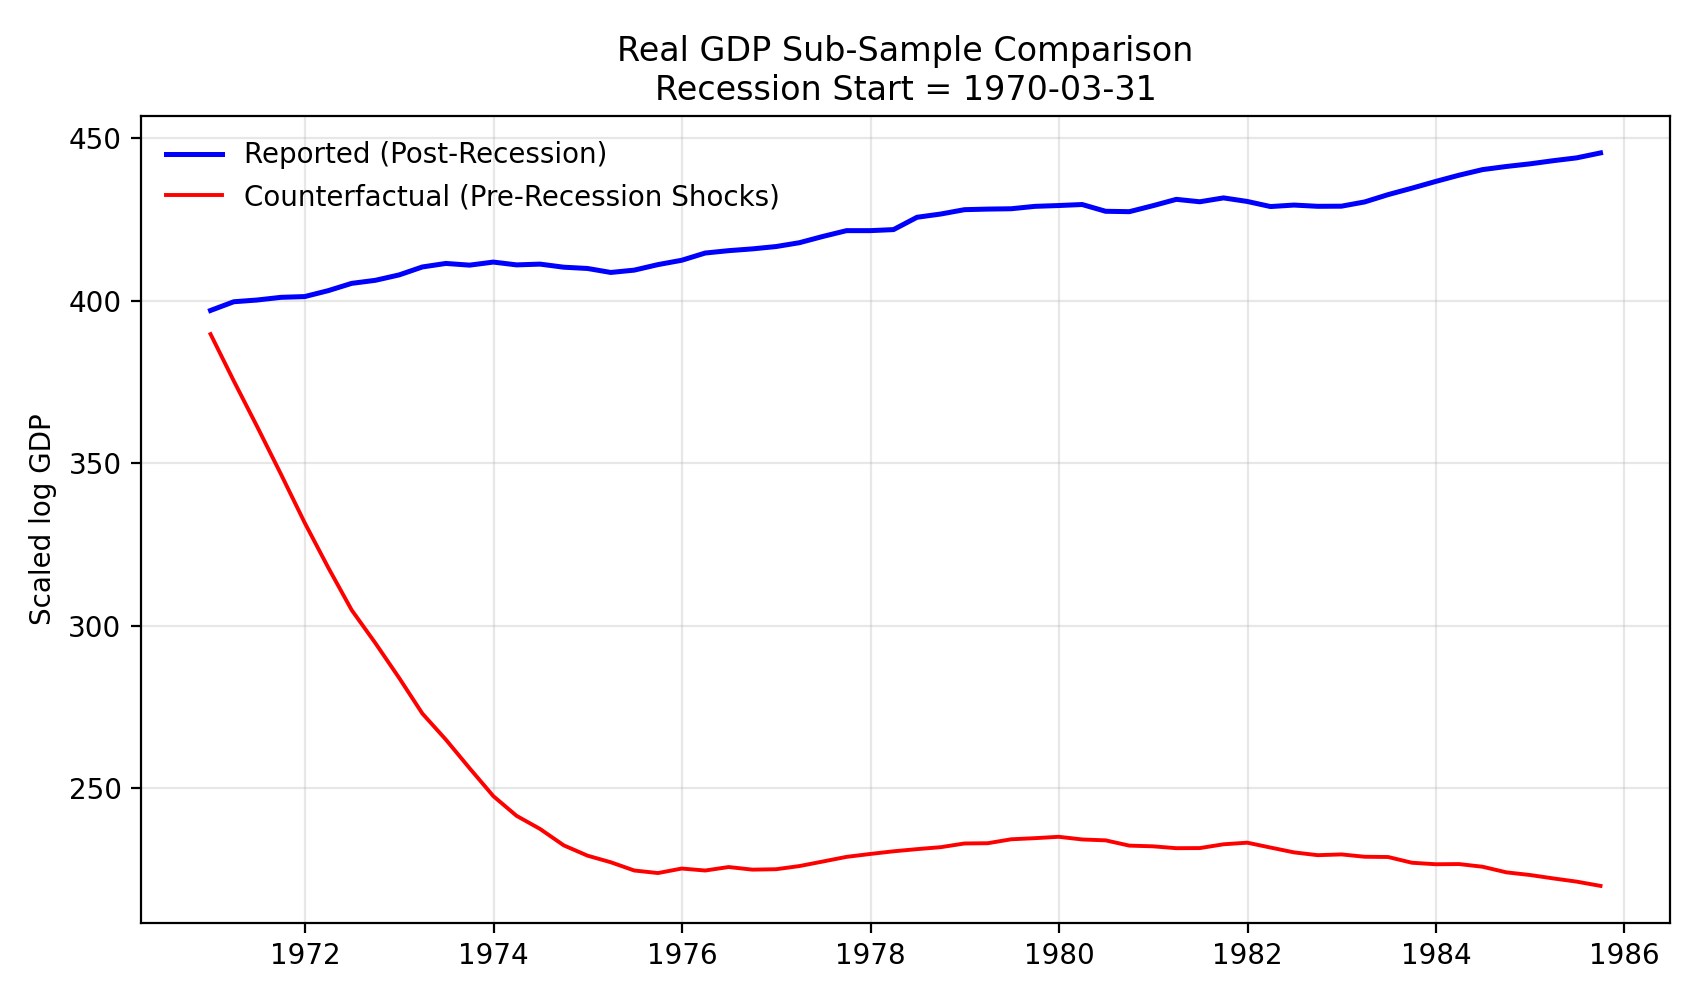 Real GDP Sub-Sample Comparison
Recession Start = 1970-03-31
Reported (Post-Recession)
Counterfactual (Pre-Recession Shocks)
Scaled log GDP
450
400
350
300
250
1972 1974 1976 1978 1980 1982 1984 1986